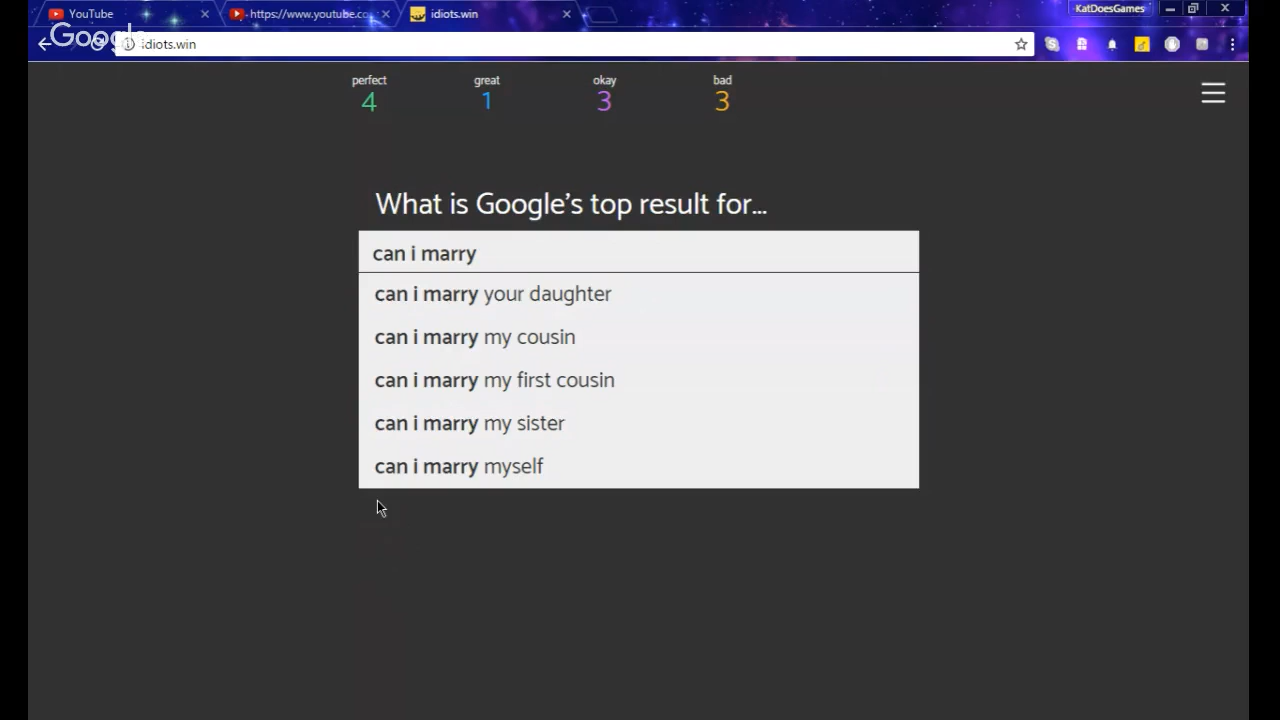 YouTube
https://www.youtube.co
idiots.win
KatDoesGames
Google
idiots.win
perfect great okay bad
4 1 3 3
What is Google's top result for...
can i marry
can i marry your daughter
can i marry my cousin
can i marry my first cousin
can i marry my sister
can i marry myself